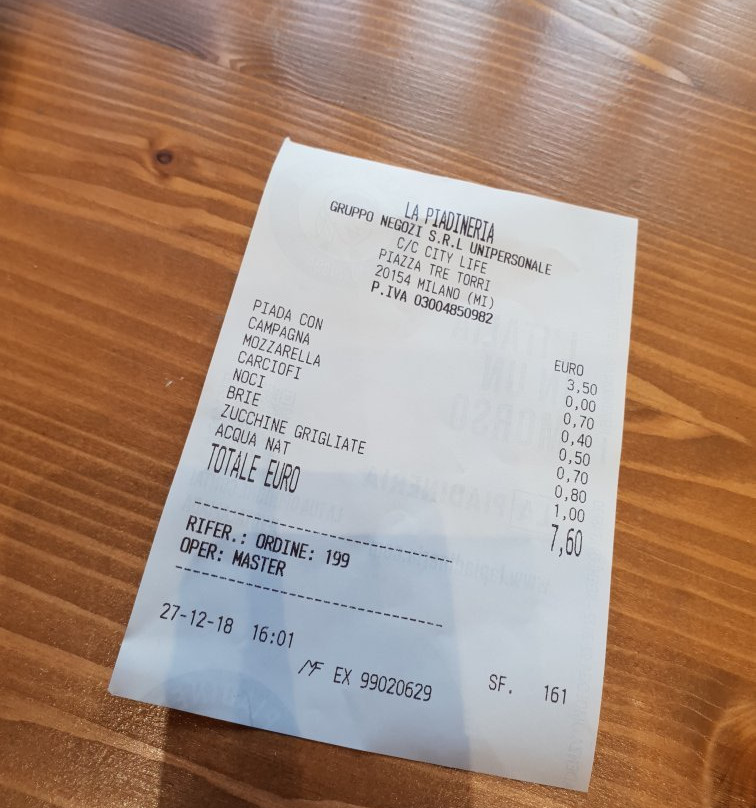 LA PIADINERIA
GRUPPO NEGOZI S.R.L UNIPERSONALE
C/C CITY LIFE
PIAZZA TRE TORRI
20154 MILANO (MI)
P.IVA 03004850982
EURO
PIADA CON 3,50
CAMPAGNA 0,00
MOZZARELLA 0,70
CARCIOFI 0,40
NOCI 0,50
BRIE 0,70
ZUCCHINE GRIGLIATE 0,80
ACQUA NAT 1,00
TOTALE EURO 7,60
RIFER.: ORDINE: 199
OPER: MASTER
27-12-18 16:01 SF. 161
MF EX 99020629